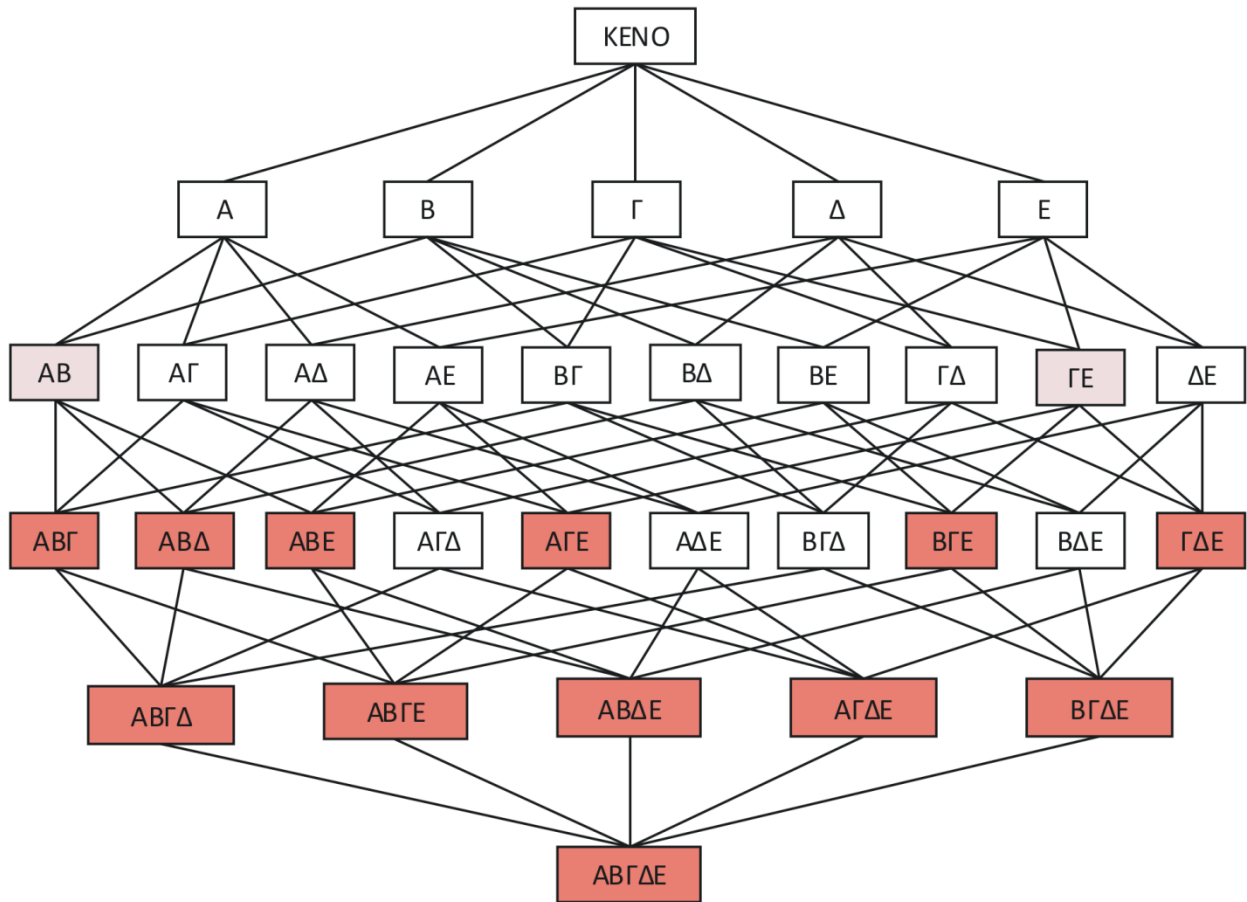 ΚΕΝΟ
Α Β Γ Δ Ε
ΑΒ ΑΓ ΑΔ ΑΕ ΒΓ ΒΔ ΒΕ ΓΔ ΓΕ ΔΕ
ΑΒΓ ΑΒΔ ΑΒΕ ΑΓΔ ΑΓΕ ΑΔΕ ΒΓΔ ΒΓΕ ΒΔΕ ΓΔΕ
ΑΒΓΔ ΑΒΓΕ ΑΒΔΕ ΑΓΔΕ ΒΓΔΕ
ΑΒΓΔΕ